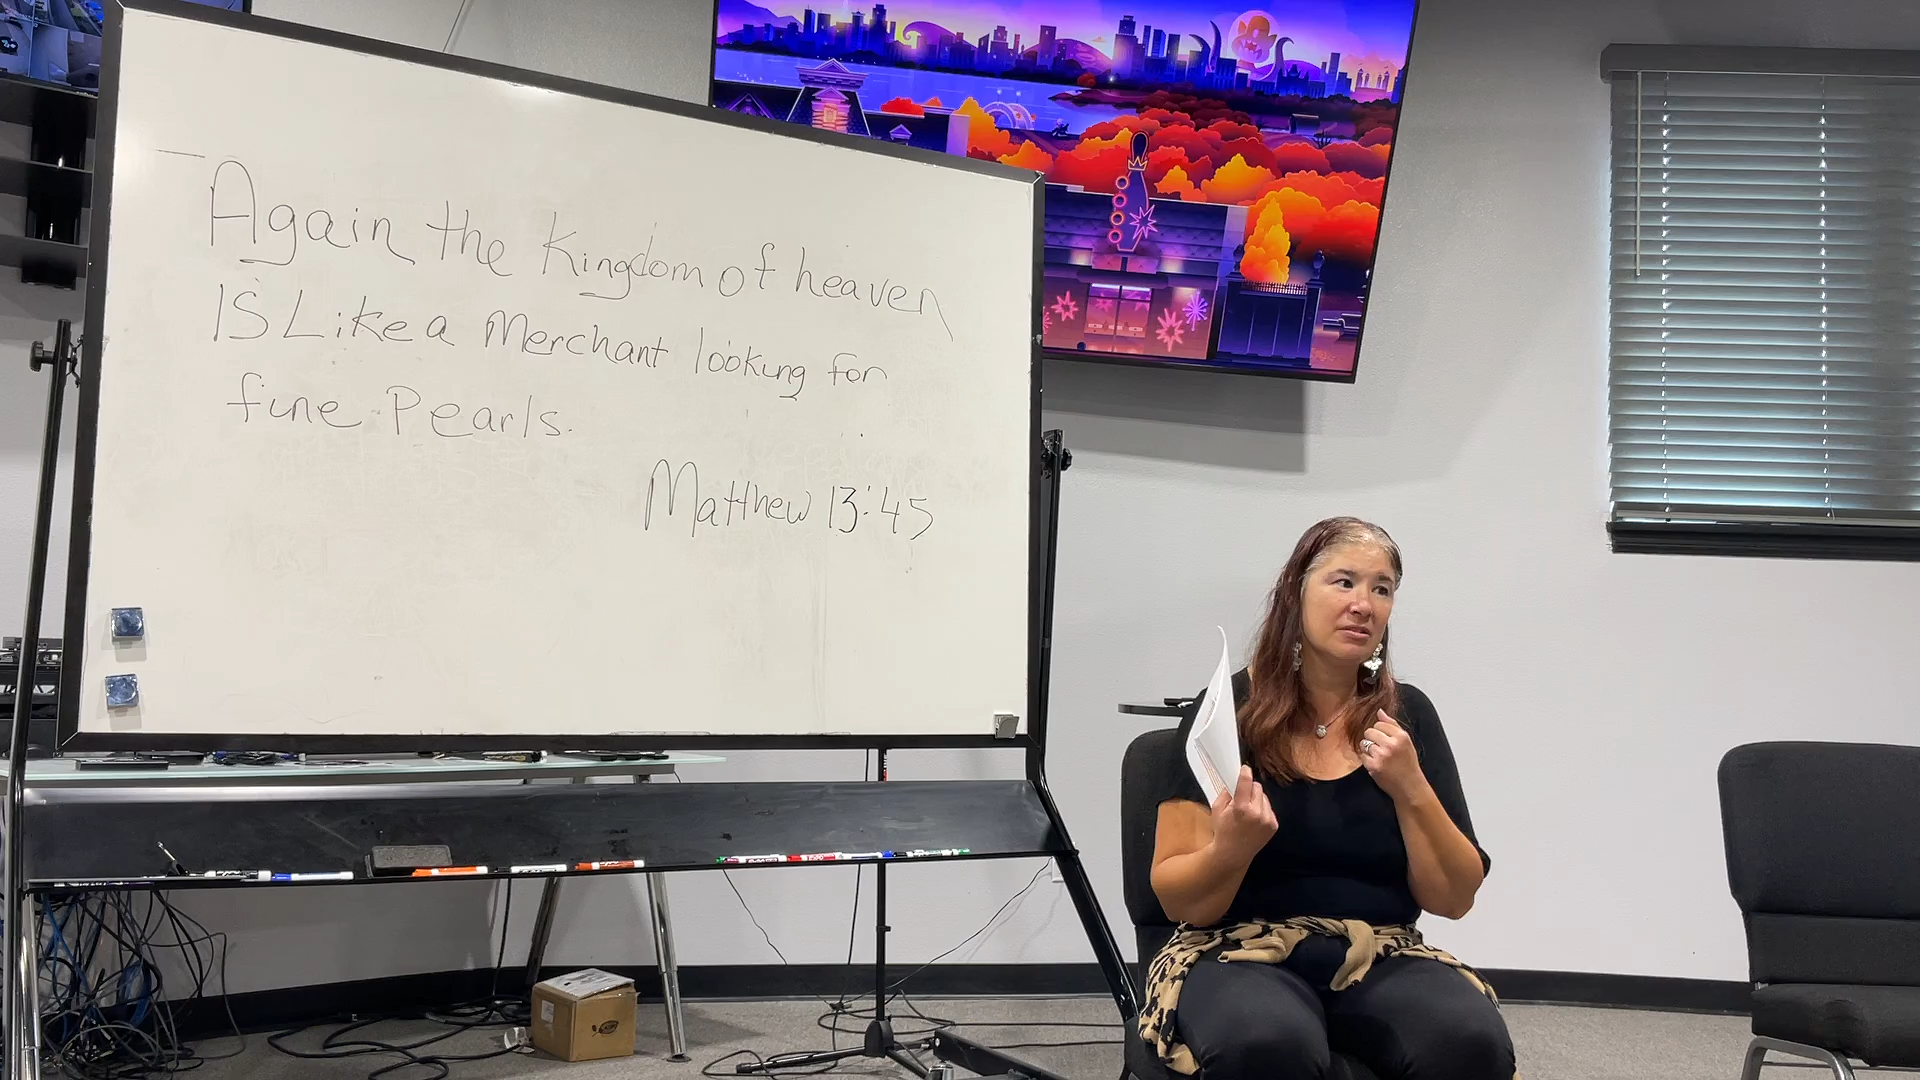 Again the Kingdom of heaven
Is Like a Merchant looking for
fine Pearls.
Matthew 13:45